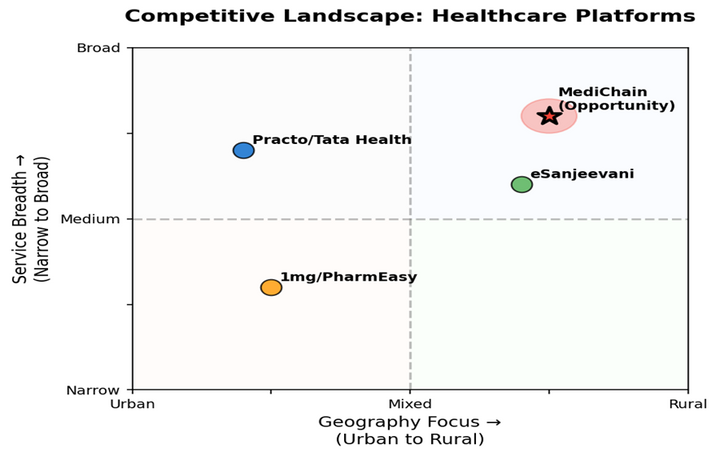 Competitive Landscape: Healthcare Platforms
Broad
MediChain
(Opportunity)
Practo/Tata Health
eSanjeevani
Service Breadth →
(Narrow to Broad)
Medium
1mg/PharmEasy
Narrow
Urban
Mixed
Rural
Geography Focus →
(Urban to Rural)